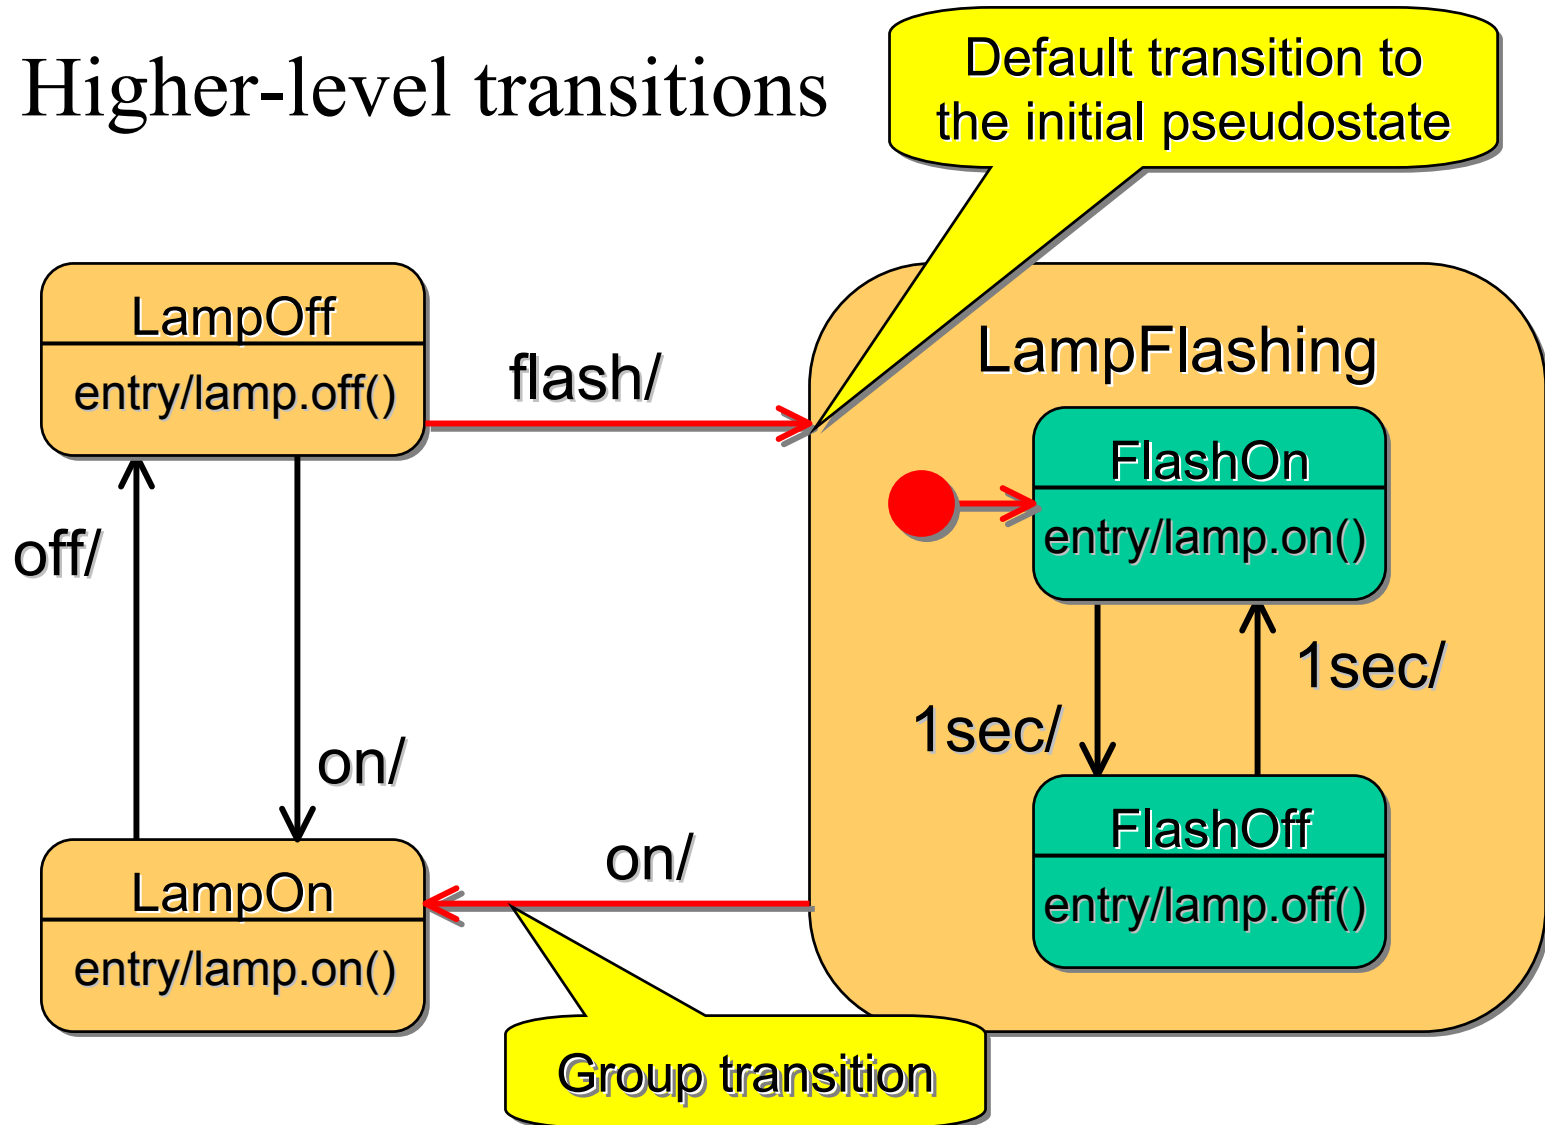 Higher-level transitions
Default transition to
the initial pseudostate
LampOff
entry/lamp.off()
flash/
LampFlashing
FlashOn
entry/lamp.on()
off/
on/
1sec/
1sec/
LampOn
entry/lamp.on()
on/
FlashOff
entry/lamp.off()
Group transition